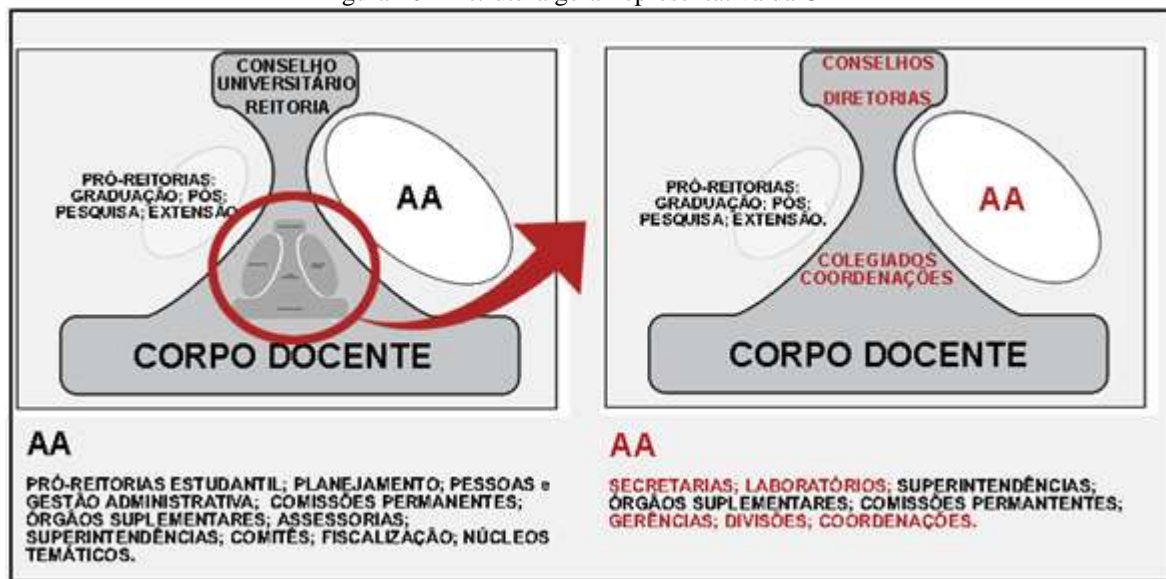 CONSELHO
UNIVERSITÁRIO
REITORIA
PRÓ-REITORIAS:
GRADUAÇÃO; PÓS;
PESQUISA; EXTENSÃO.
AA
CORPO DOCENTE
AA
PRÓ-REITORIAS ESTUDANTIL; PLANEJAMENTO; PESSOAS e
GESTÃO ADMINISTRATIVA; COMISSÕES PERMANENTES;
ÓRGÃOS SUPLEMENTARES; ASSESSORIAS;
SUPERINTENDÊNCIAS; COMITÊS; FISCALIZAÇÃO; NÚCLEOS
TEMÁTICOS.
CONSELHOS
DIRETORIAS
PRÓ-REITORIAS:
GRADUAÇÃO; PÓS;
PESQUISA; EXTENSÃO.
AA
COLEGIADOS
COORDENAÇÕES
CORPO DOCENTE
AA
SECRETARIAS; LABORATÓRIOS; SUPERINTENDÊNCIAS;
ÓRGÃOS SUPLEMENTARES; COMISSÕES PERMANTENTES;
GERÊNCIAS; DIVISÕES; COORDENAÇÕES.